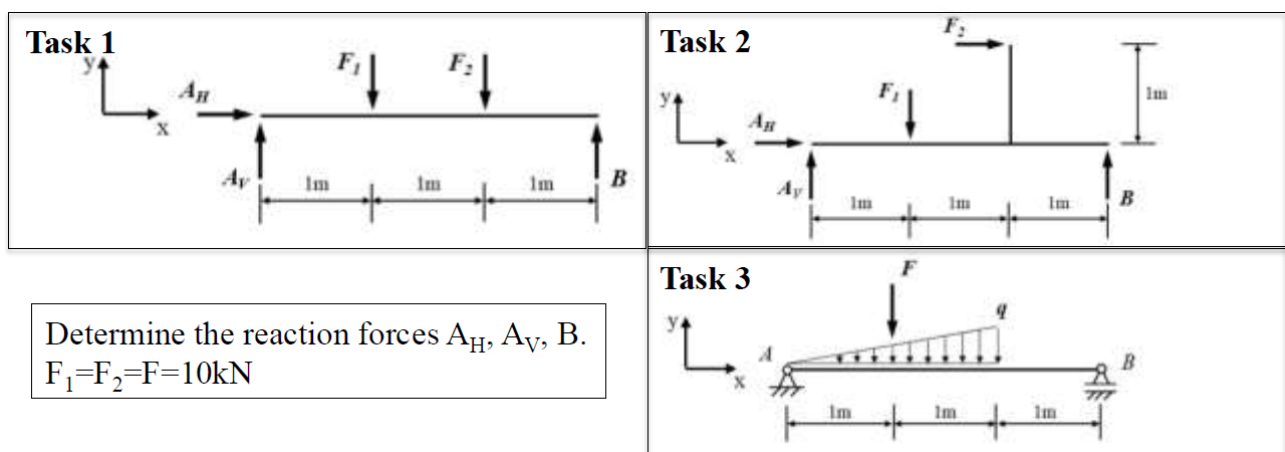 Task 1
y
x
A_H
F_1
F_2
A_V
B
1m
1m
1m
Task 2
y
x
A_H
F_1
F_2
1m
A_V
B
1m
1m
1m
Determine the reaction forces A_H, A_V, B.
F_1=F_2=F=10kN
Task 3
y
x
F
q
A
B
1m
1m
1m